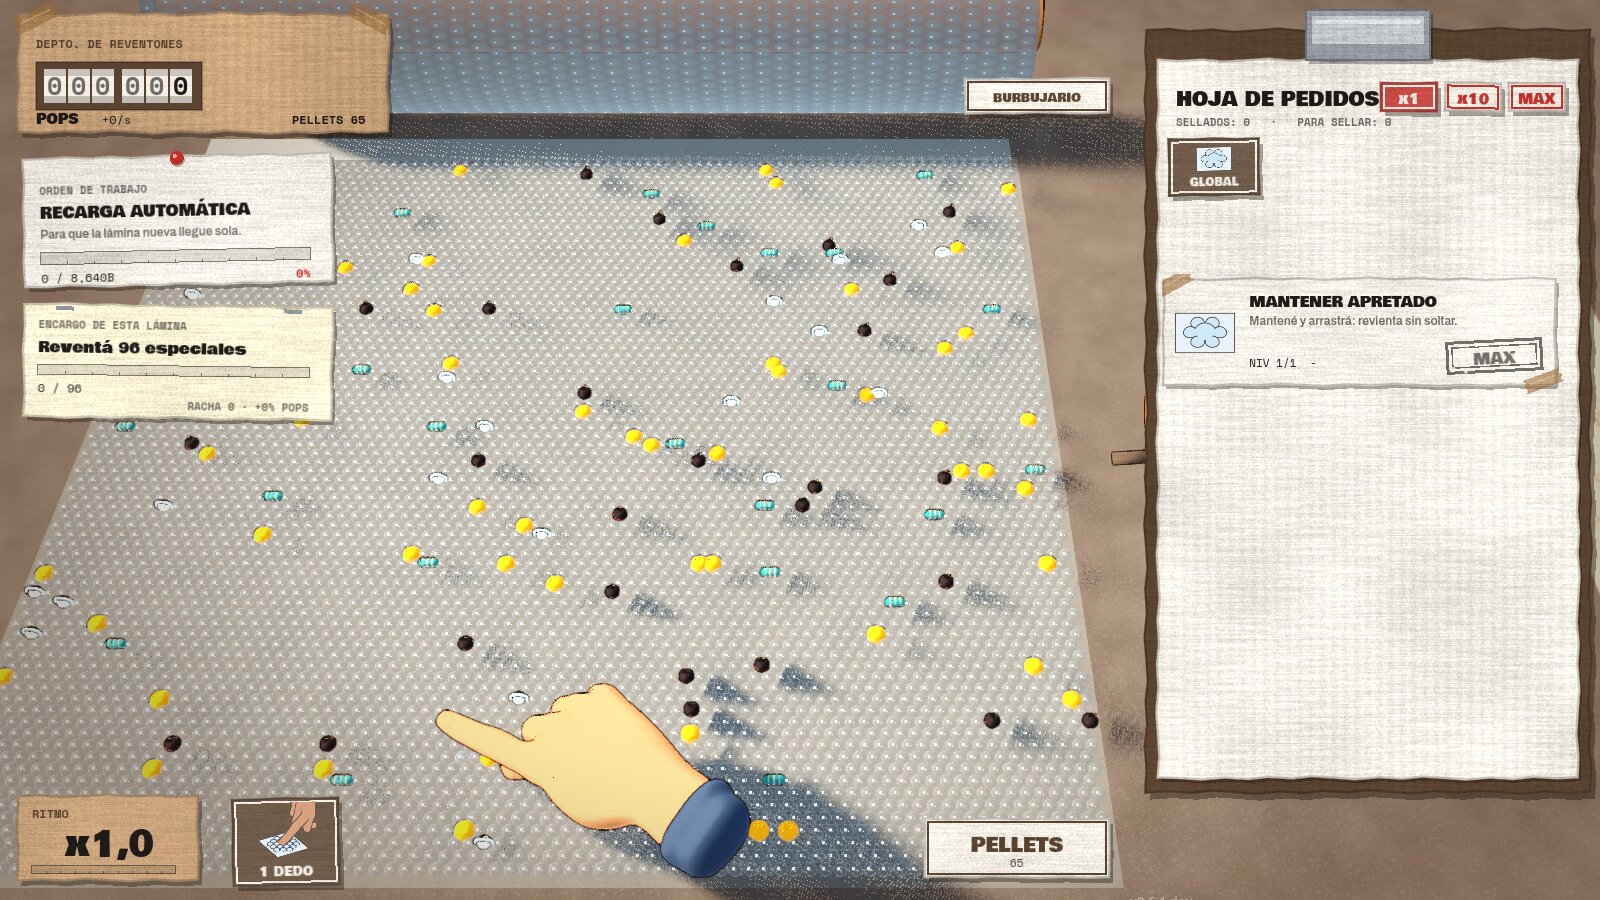 DEPTO. DE REVENTONES
000000
POPS +0/s PELLETS 65
ORDEN DE TRABAJO
RECARGA AUTOMÁTICA
Para que la lámina nueva llegue sola.
0 / 8.640B 0%
ENCARGO DE ESTA LÁMINA
Reventá 96 especiales
0 / 96
RACHA 0 · +0% POPS
RITMO
x1,0
1 DEDO
BURBUJARIO
PELLETS
65
HOJA DE PEDIDOS x1 x10 MAX
SELLADOS: 0 · PARA SELLAR: 0
GLOBAL
MANTENER APRETADO
Mantené y arrastrá: revienta sin soltar.
NIV 1/1 -
MAX